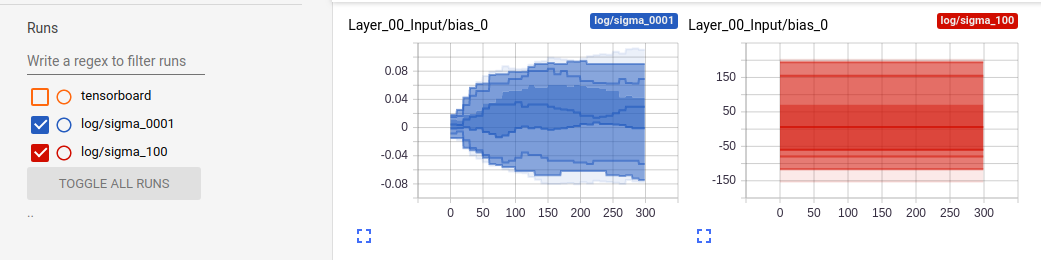 Runs
Write a regex to filter runs
tensorboard
log/sigma_0001
log/sigma_100
TOGGLE ALL RUNS
..
Layer_00_Input/bias_0
log/sigma_0001
0.08
0.04
0
-0.04
-0.08
0 50 100 150 200 250 300
Layer_00_Input/bias_0
log/sigma_100
150
50
-50
-150
0 50 100 150 200 250 300